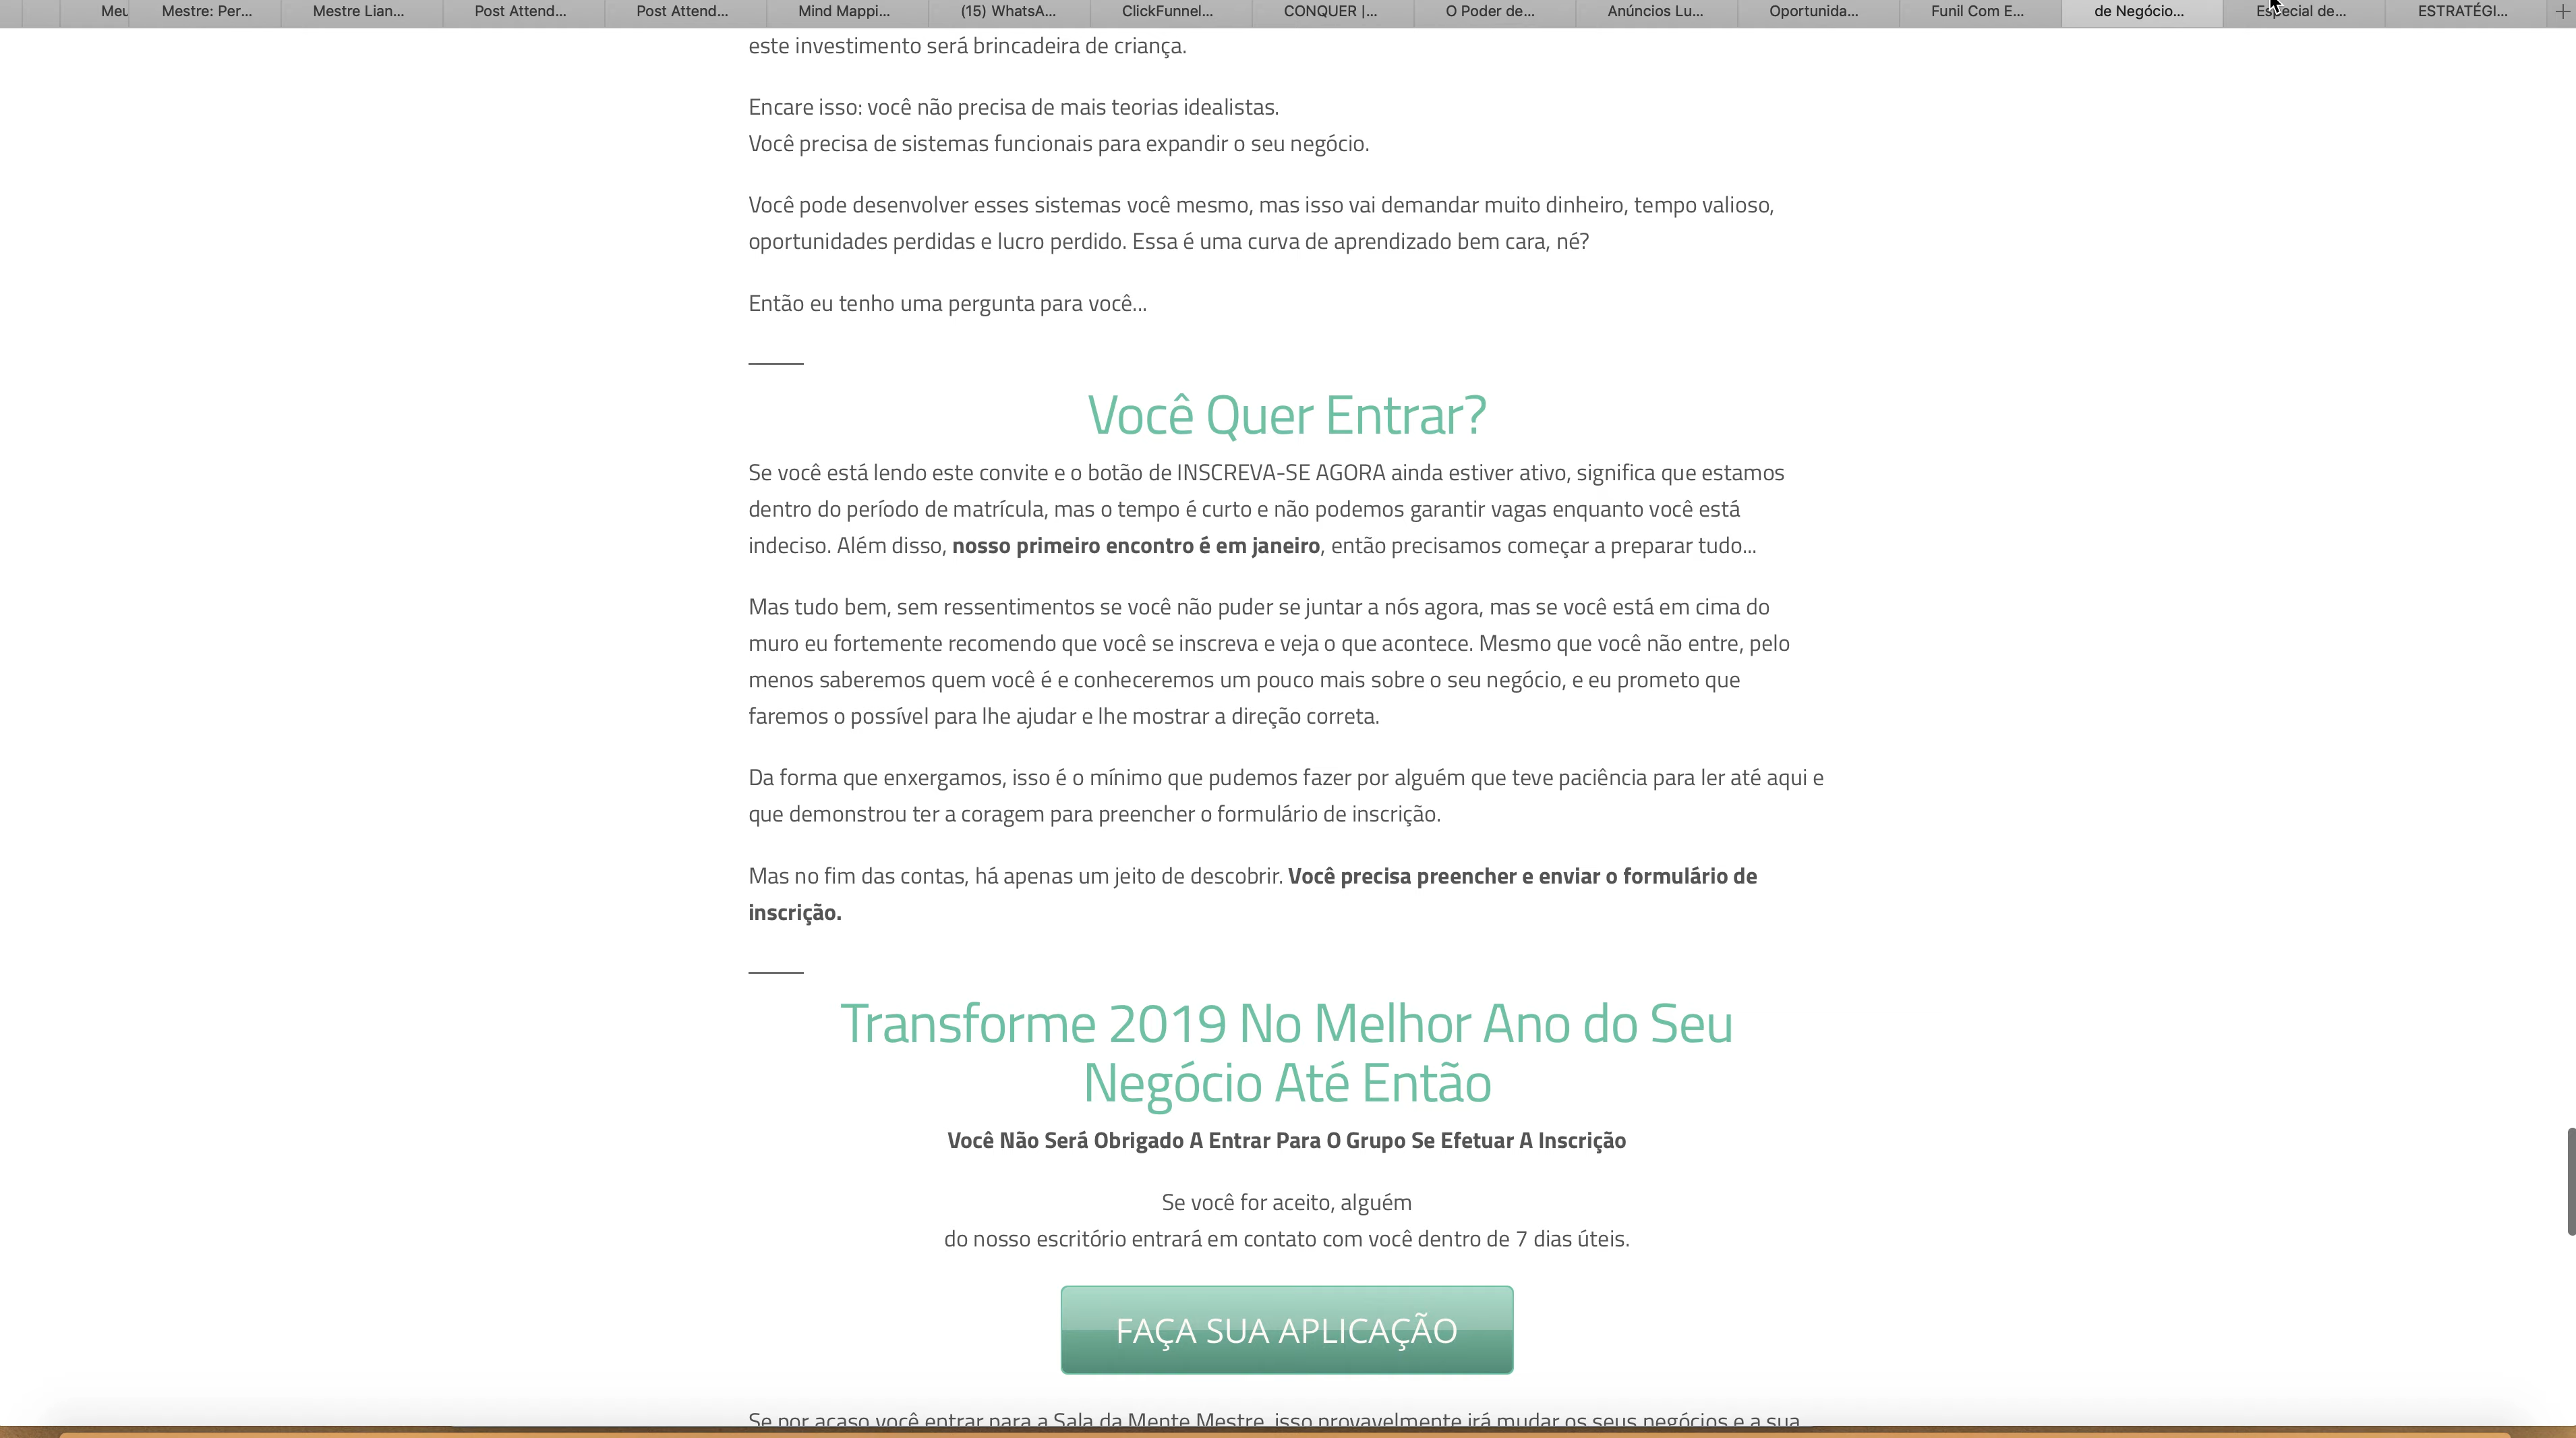 Meu
Mestre: Per...
Mestre Lian...
Post Attend...
Post Attend...
Mind Mappi...
(15) WhatsA...
ClickFunnel...
CONQUER |...
O Poder de...
Anúncios Lu...
Oportunida...
Funil Com E...
de Negócio...
Especial de...
ESTRATÉGI...
este investimento será brincadeira de criança.
Encare isso: você não precisa de mais teorias idealistas.
Você precisa de sistemas funcionais para expandir o seu negócio.
Você pode desenvolver esses sistemas você mesmo, mas isso vai demandar muito dinheiro, tempo valioso,
oportunidades perdidas e lucro perdido. Essa é uma curva de aprendizado bem cara, né?
Então eu tenho uma pergunta para você...
Você Quer Entrar?
Se você está lendo este convite e o botão de INSCREVA-SE AGORA ainda estiver ativo, significa que estamos
dentro do período de matrícula, mas o tempo é curto e não podemos garantir vagas enquanto você está
indeciso. Além disso, nosso primeiro encontro é em janeiro, então precisamos começar a preparar tudo...
Mas tudo bem, sem ressentimentos se você não puder se juntar a nós agora, mas se você está em cima do
muro eu fortemente recomendo que você se inscreva e veja o que acontece. Mesmo que você não entre, pelo
menos saberemos quem você é e conheceremos um pouco mais sobre o seu negócio, e eu prometo que
faremos o possível para lhe ajudar e lhe mostrar a direção correta.
Da forma que enxergamos, isso é o mínimo que pudemos fazer por alguém que teve paciência para ler até aqui e
que demonstrou ter a coragem para preencher o formulário de inscrição.
Mas no fim das contas, há apenas um jeito de descobrir. Você precisa preencher e enviar o formulário de
inscrição.
Transforme 2019 No Melhor Ano do Seu
Negócio Até Então
Você Não Será Obrigado A Entrar Para O Grupo Se Efetuar A Inscrição
Se você for aceito, alguém
do nosso escritório entrará em contato com você dentro de 7 dias úteis.
FAÇA SUA APLICAÇÃO
Se por acaso você entrar para a Sala da Mente Mestre, isso provavelmente irá mudar os seus negócios e a sua